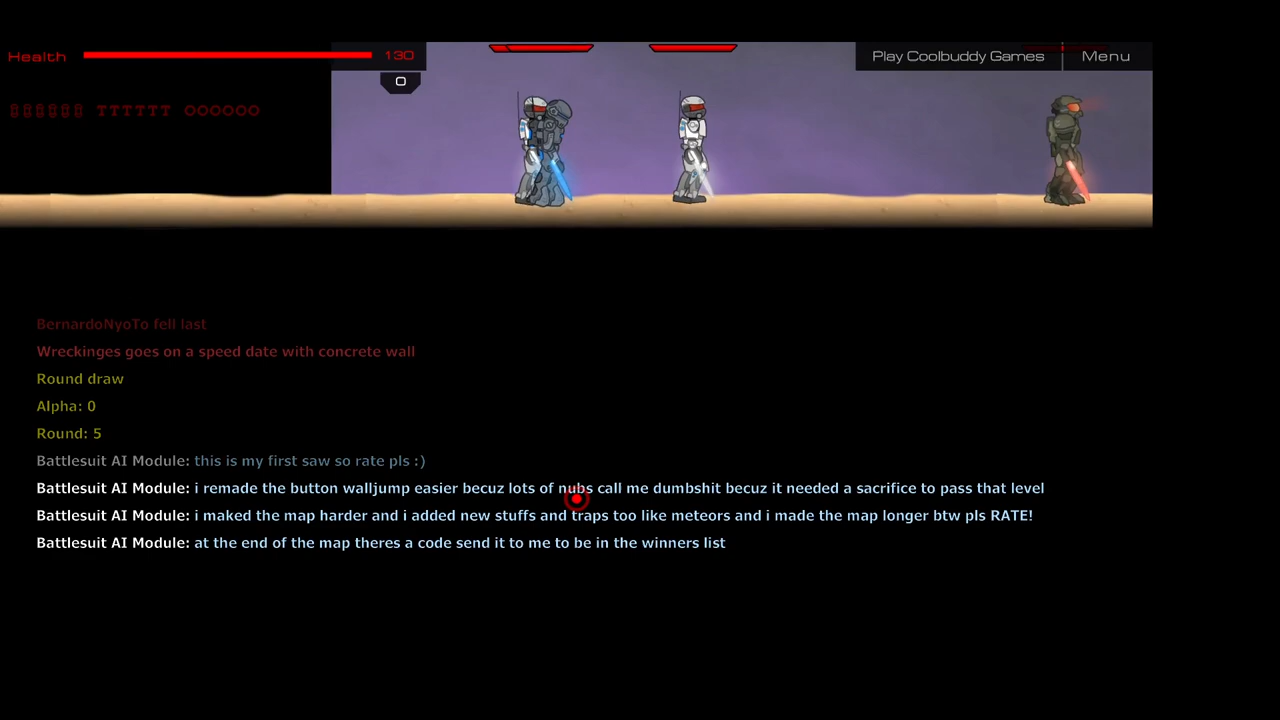 Health 130
Play Coolbuddy Games Menu
O
TTTTTT OOOOOO
BernardoNyoTo fell last
Wreckinges goes on a speed date with concrete wall
Round draw
Alpha: 0
Round: 5
Battlesuit AI Module: this is my first saw so rate pls :)
Battlesuit AI Module: i remade the button walljump easier becuz lots of nubs call me dumbshit becuz it needed a sacrifice to pass that level
Battlesuit AI Module: i maked the map harder and i added new stuffs and traps too like meteors and i made the map longer btw pls RATE!
Battlesuit AI Module: at the end of the map theres a code send it to me to be in the winners list